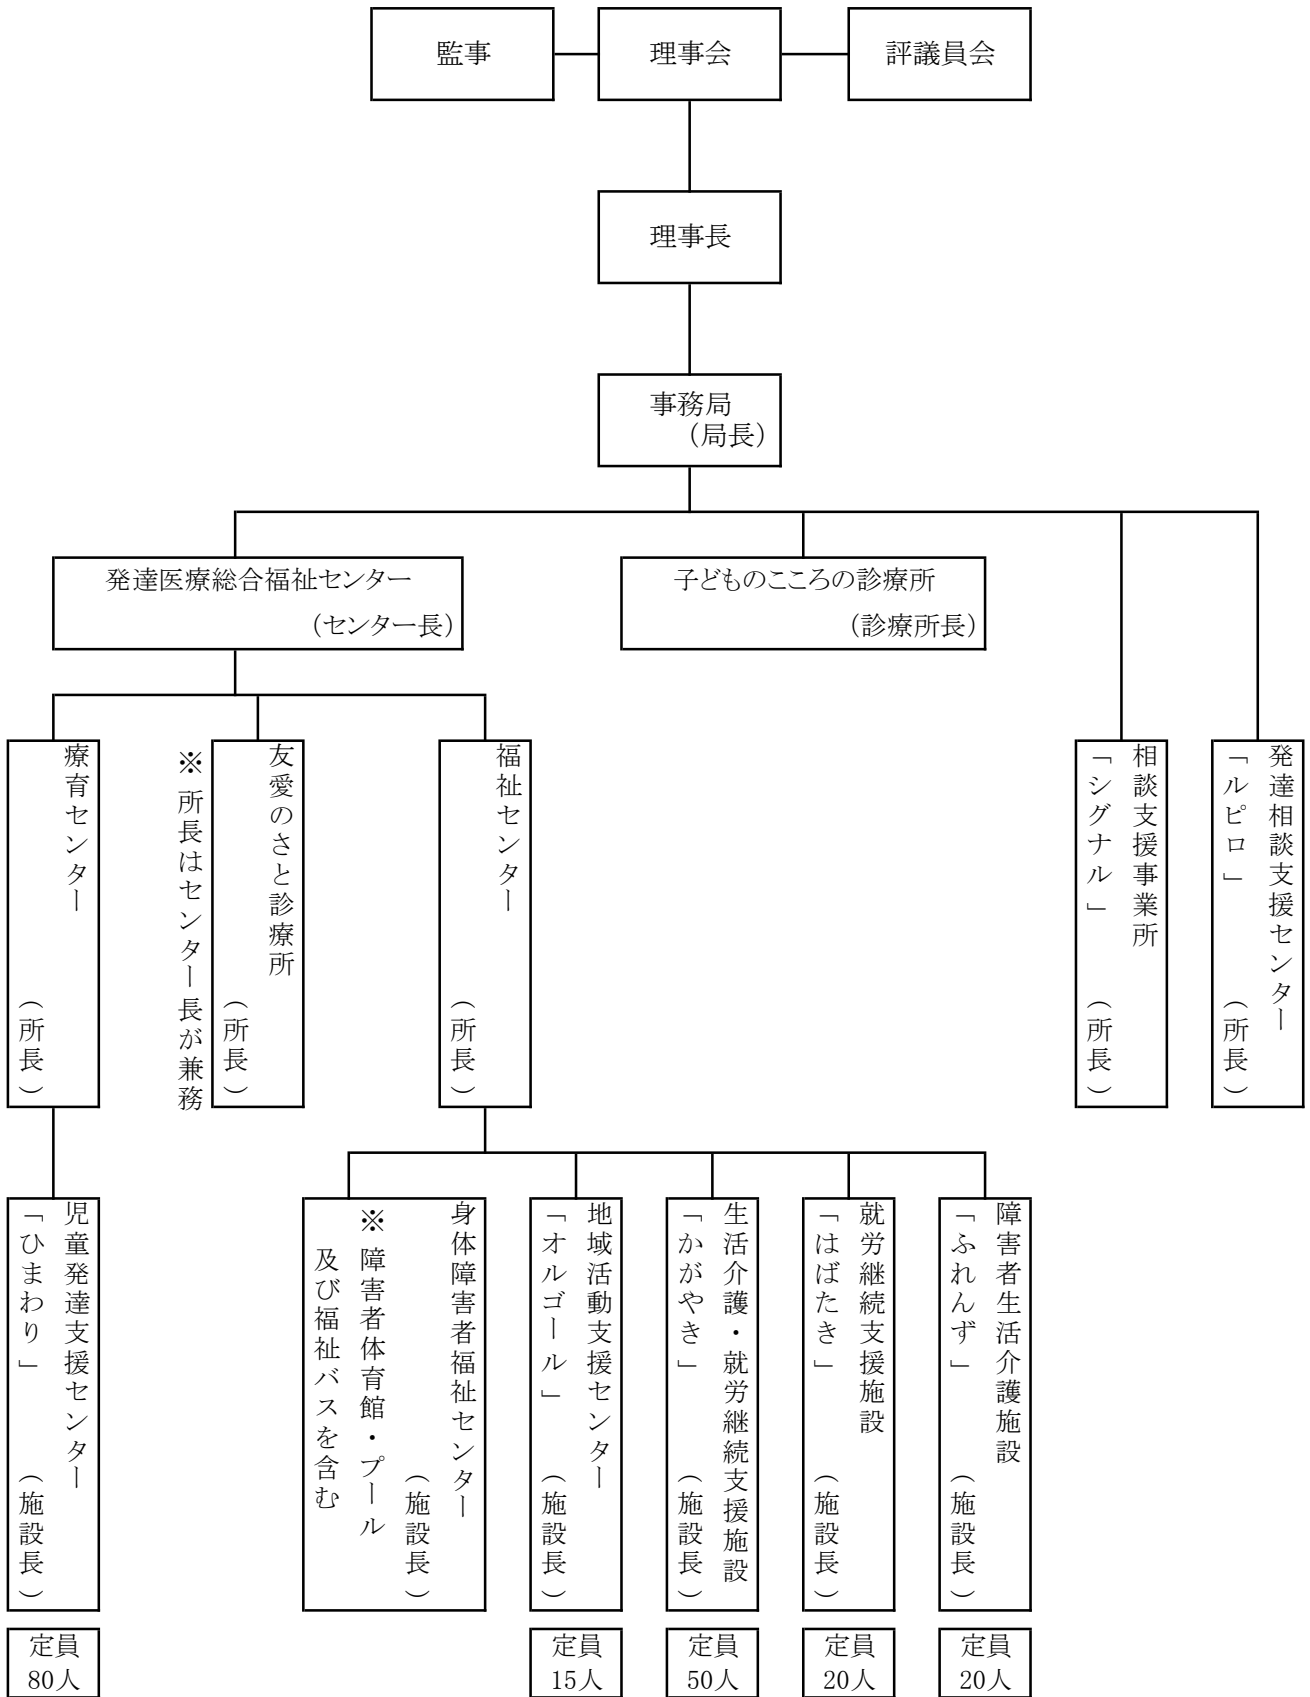 監事
理事会
評議員会
理事長
事務局
（局長）
発達医療総合福祉センター
（センター長）
子どものこころの診療所
（診療所長）
療育センター
（所長）
友愛のさと診療所
（所長）
※ 所長はセンター長が兼務
福祉センター
（所長）
相談支援事業所
「シグナル」 （所長）
発達相談支援センター
「ルピロ」 （所長）
児童発達支援センター
「ひまわり」 （施設長）
身体障害者福祉センター
（施設長）
※ 障害者体育館・プール
及び福祉バスを含む
地域活動支援センター
「オルゴール」 （施設長）
生活介護・就労継続支援施設
「かがやき」 （施設長）
就労継続支援施設
「はばたき」 （施設長）
障害者生活介護施設
「ふれんず」 （施設長）
定員
80人
定員
15人
定員
50人
定員
20人
定員
20人